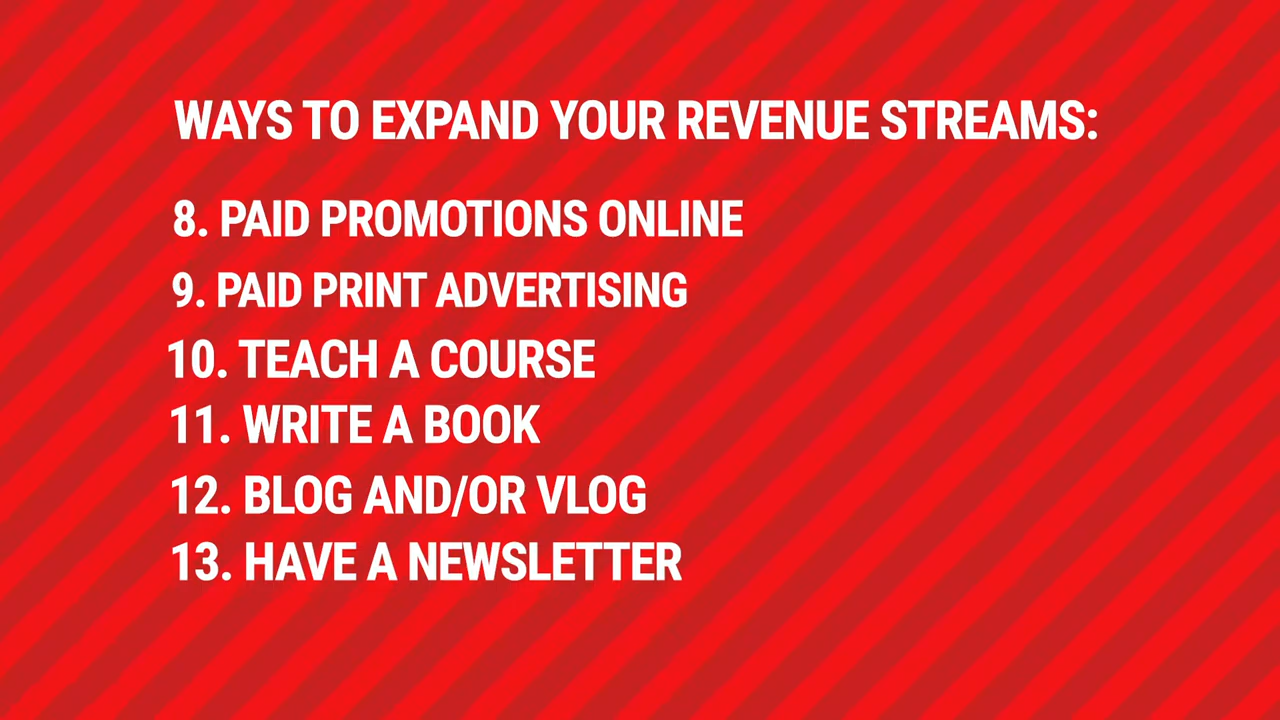 WAYS TO EXPAND YOUR REVENUE STREAMS:
8. PAID PROMOTIONS ONLINE
9. PAID PRINT ADVERTISING
10. TEACH A COURSE
11. WRITE A BOOK
12. BLOG AND/OR VLOG
13. HAVE A NEWSLETTER